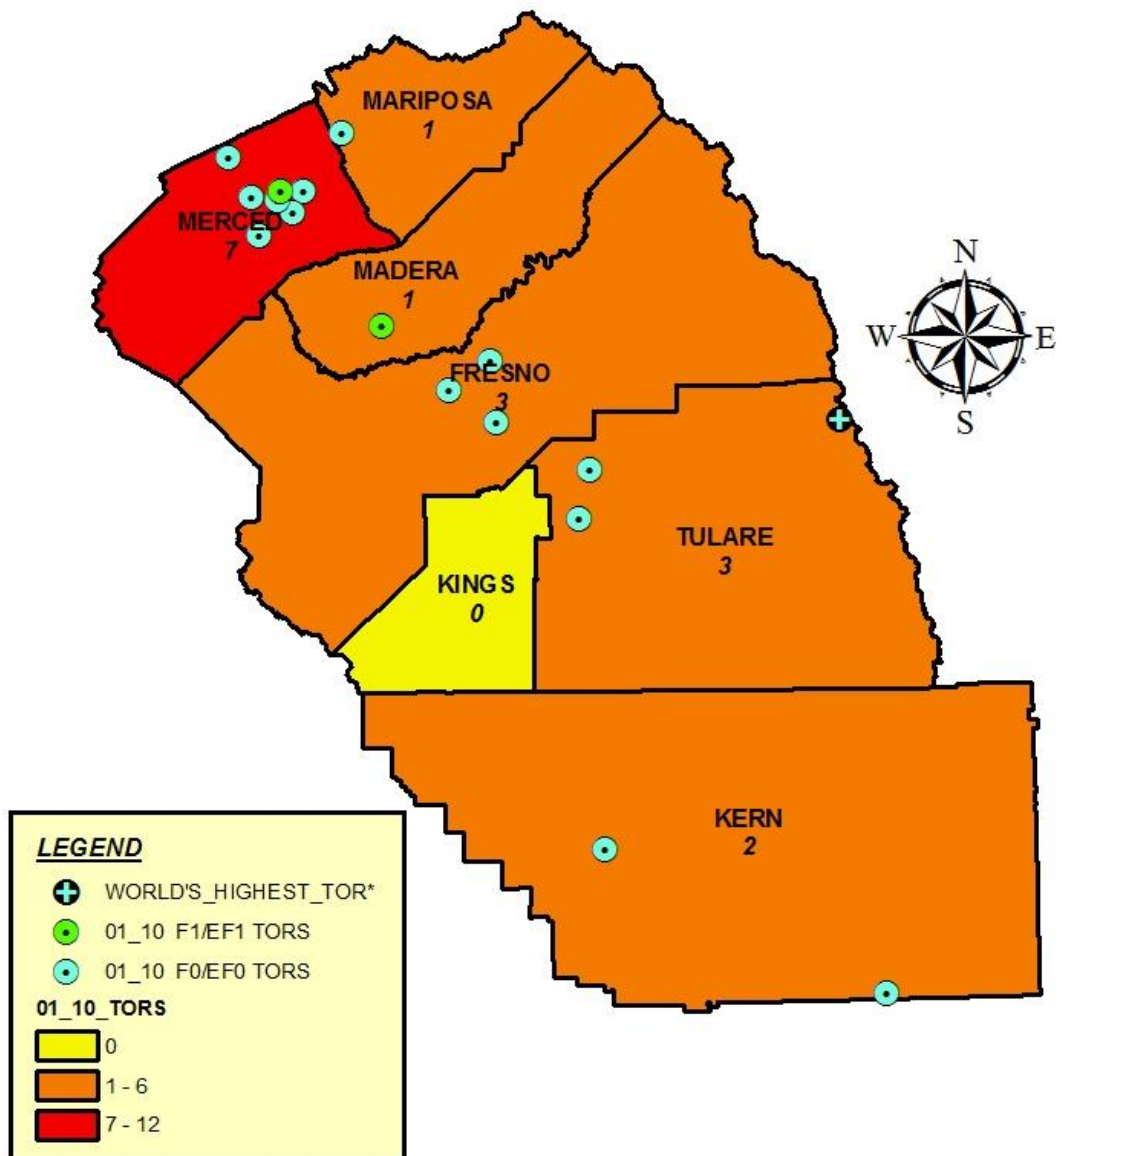 MARIPOSA
1
MERCED
7
MADERA
1
N
W
E
S
FRESNO
3
TULARE
3
KINGS
0
KERN
2
LEGEND
WORLD'S_HIGHEST_TOR*
01_10 F1/EF1 TORS
01_10 F0/EF0 TORS
01_10_TORS
0
1 - 6
7 - 12